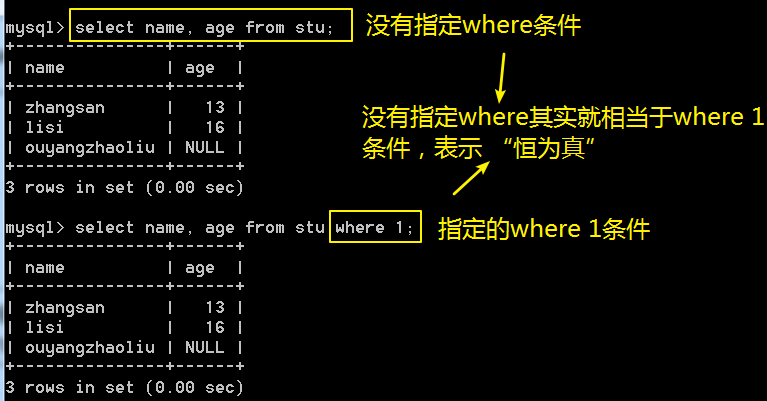 mysql> select name, age from stu; 没有指定where条件
+---------------+------+
| name          | age  |
+---------------+------+
| zhangsan      |   13 |
| lisi          |   16 |
| ouyangzhaoliu | NULL |
+---------------+------+
3 rows in set (0.00 sec)
没有指定where其实就相当于where 1
条件，表示 “恒为真”
mysql> select name, age from stu where 1; 指定的where 1条件
+---------------+------+
| name          | age  |
+---------------+------+
| zhangsan      |   13 |
| lisi          |   16 |
| ouyangzhaoliu | NULL |
+---------------+------+
3 rows in set (0.00 sec)